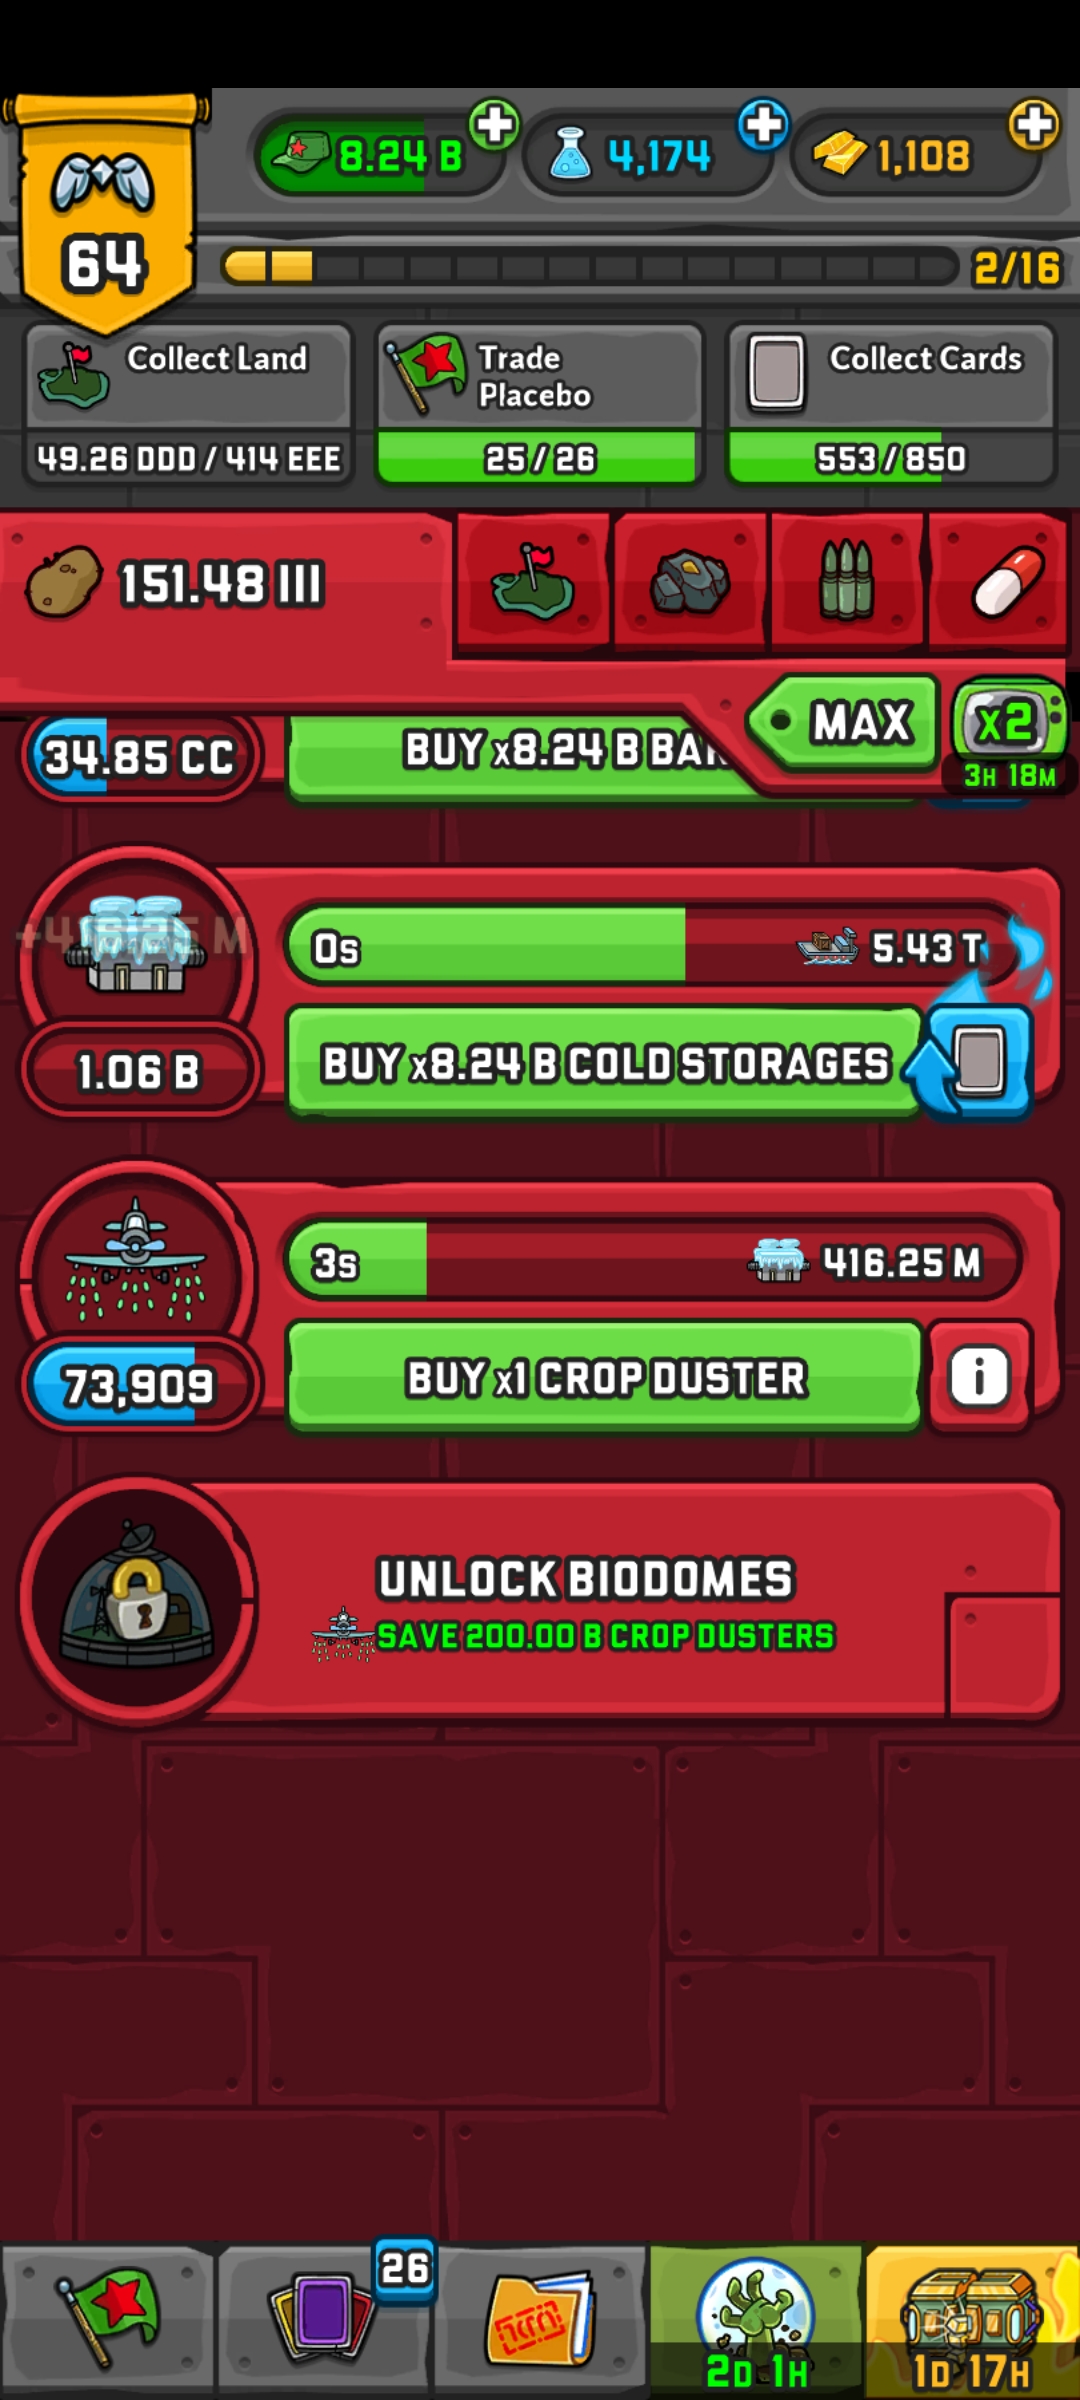 8.24 B
4,174
1,108
64
2/16
Collect Land
49.26 DDD / 414 EEE
Trade
Placebo
25 / 26
Collect Cards
553 / 850
151.48 III
MAX
x2
3H 18M
34.85 CC
BUY x8.24 B
0s
5.43 T
1.06 B
BUY x8.24 B COLD STORAGES
3s
416.25 M
73,909
BUY x1 CROP DUSTER
i
UNLOCK BIODOMES
SAVE 200.00 B CROP DUSTERS
26
2D 1H
1D 17H